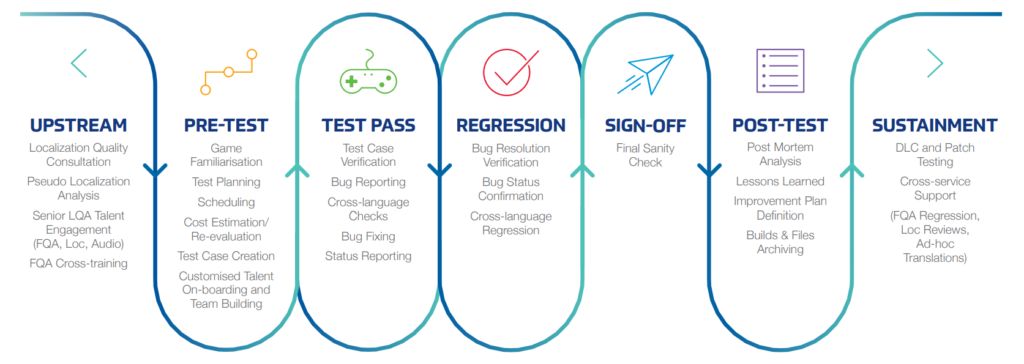 UPSTREAM
Localization Quality
Consultation
Pseudo Localization
Analysis
Senior LQA Talent
Engagement
(FQA, Loc, Audio)
FQA Cross-training
PRE-TEST
Game
Familiarisation
Test Planning
Scheduling
Cost Estimation/
Re-evaluation
Test Case Creation
Customised Talent
On-boarding and
Team Building
TEST PASS
Test Case
Verification
Bug Reporting
Cross-language
Checks
Bug Fixing
Status Reporting
REGRESSION
Bug Resolution
Verification
Bug Status
Confirmation
Cross-language
Regression
SIGN-OFF
Final Sanity
Check
POST-TEST
Post Mortem
Analysis
Lessons Learned
Improvement Plan
Definition
Builds & Files
Archiving
SUSTAINMENT
DLC and Patch
Testing
Cross-service
Support
(FQA Regression,
Loc Reviews,
Ad-hoc
Translations)